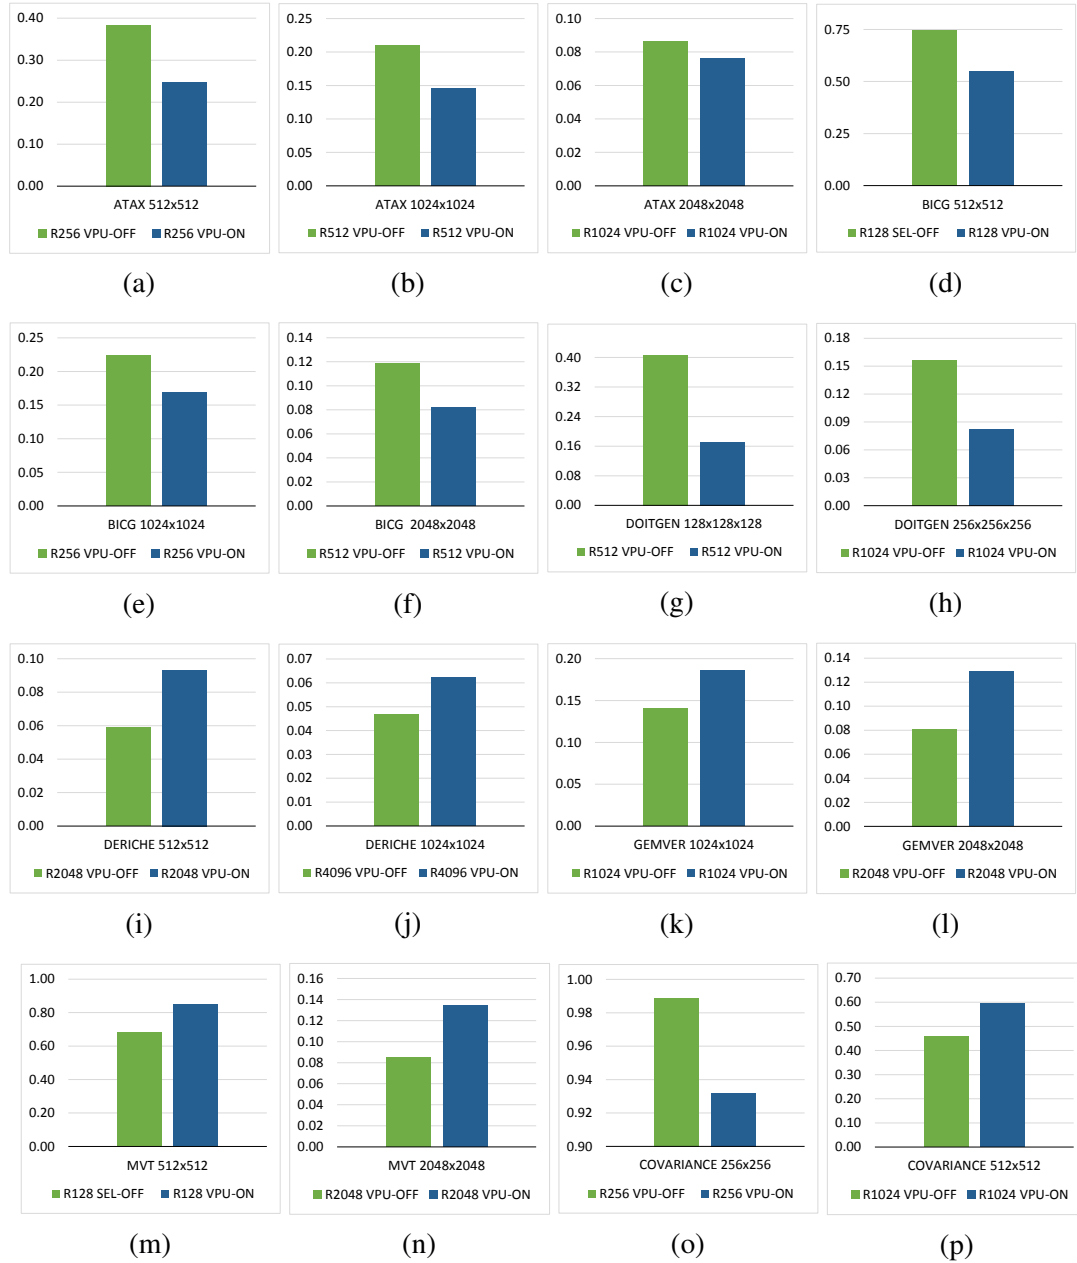 0.40
0.30
0.20
0.10
0.00
ATAX 512x512
R256 VPU-OFF R256 VPU-ON
(a)
0.25
0.20
0.15
0.10
0.05
0.00
ATAX 1024x1024
R512 VPU-OFF R512 VPU-ON
(b)
0.10
0.08
0.06
0.04
0.02
0.00
ATAX 2048x2048
R1024 VPU-OFF R1024 VPU-ON
(c)
0.75
0.50
0.25
0.00
BICG 512x512
R128 SEL-OFF R128 VPU-ON
(d)
0.25
0.20
0.15
0.10
0.05
0.00
BICG 1024x1024
R256 VPU-OFF R256 VPU-ON
(e)
0.14
0.12
0.10
0.08
0.06
0.04
0.02
0.00
BICG 2048x2048
R512 VPU-OFF R512 VPU-ON
(f)
0.40
0.32
0.24
0.16
0.08
0.00
DOITGEN 128x128x128
R512 VPU-OFF R512 VPU-ON
(g)
0.18
0.15
0.12
0.09
0.06
0.03
0.00
DOITGEN 256x256x256
R1024 VPU-OFF R1024 VPU-ON
(h)
0.10
0.08
0.06
0.04
0.02
0.00
DERICHE 512x512
R2048 VPU-OFF R2048 VPU-ON
(i)
0.07
0.06
0.05
0.04
0.03
0.02
0.01
0.00
DERICHE 1024x1024
R4096 VPU-OFF R4096 VPU-ON
(j)
0.20
0.15
0.10
0.05
0.00
GEMVER 1024x1024
R1024 VPU-OFF R1024 VPU-ON
(k)
0.14
0.12
0.10
0.08
0.06
0.04
0.02
0.00
GEMVER 2048x2048
R2048 VPU-OFF R2048 VPU-ON
(l)
1.00
0.80
0.60
0.40
0.20
0.00
MVT 512x512
R128 SEL-OFF R128 VPU-ON
(m)
0.16
0.14
0.12
0.10
0.08
0.06
0.04
0.02
0.00
MVT 2048x2048
R2048 VPU-OFF R2048 VPU-ON
(n)
1.00
0.98
0.96
0.94
0.92
0.90
COVARIANCE 256x256
R256 VPU-OFF R256 VPU-ON
(o)
0.70
0.60
0.50
0.40
0.30
0.20
0.10
0.00
COVARIANCE 512x512
R1024 VPU-OFF R1024 VPU-ON
(p)